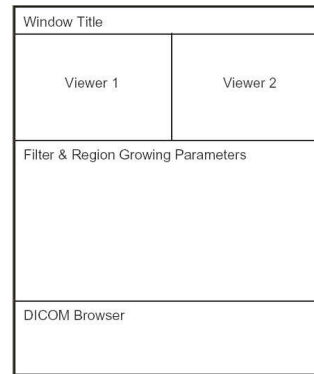 Window Title
Viewer 1
Viewer 2
Filter & Region Growing Parameters
DICOM Browser